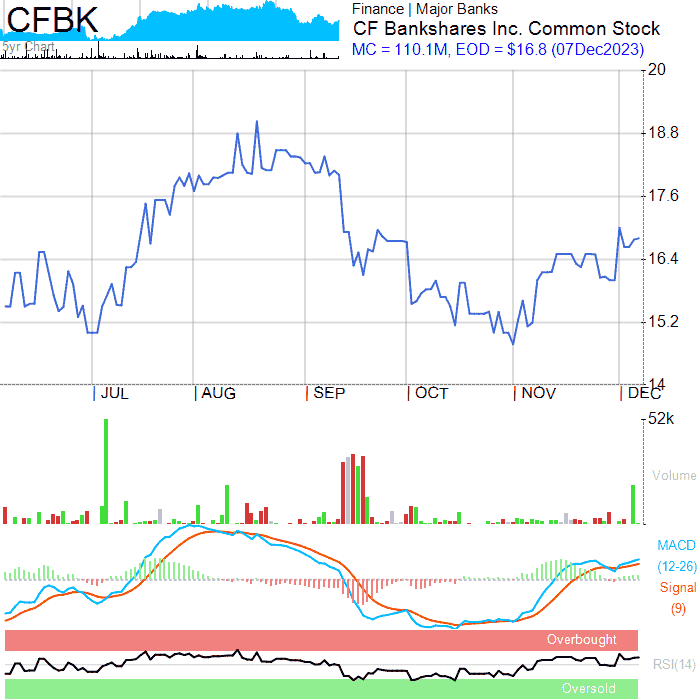 CFBK
5yr Chart
Finance | Major Banks
CF Bankshares Inc. Common Stock
MC = 110.1M, EOD = $16.8 (07Dec2023)
20
18.8
17.6
16.4
15.2
14
JUL
AUG
SEP
OCT
NOV
DEC
52k
Volume
MACD
(12-26)
Signal
(9)
Overbought
RSI(14)
Oversold